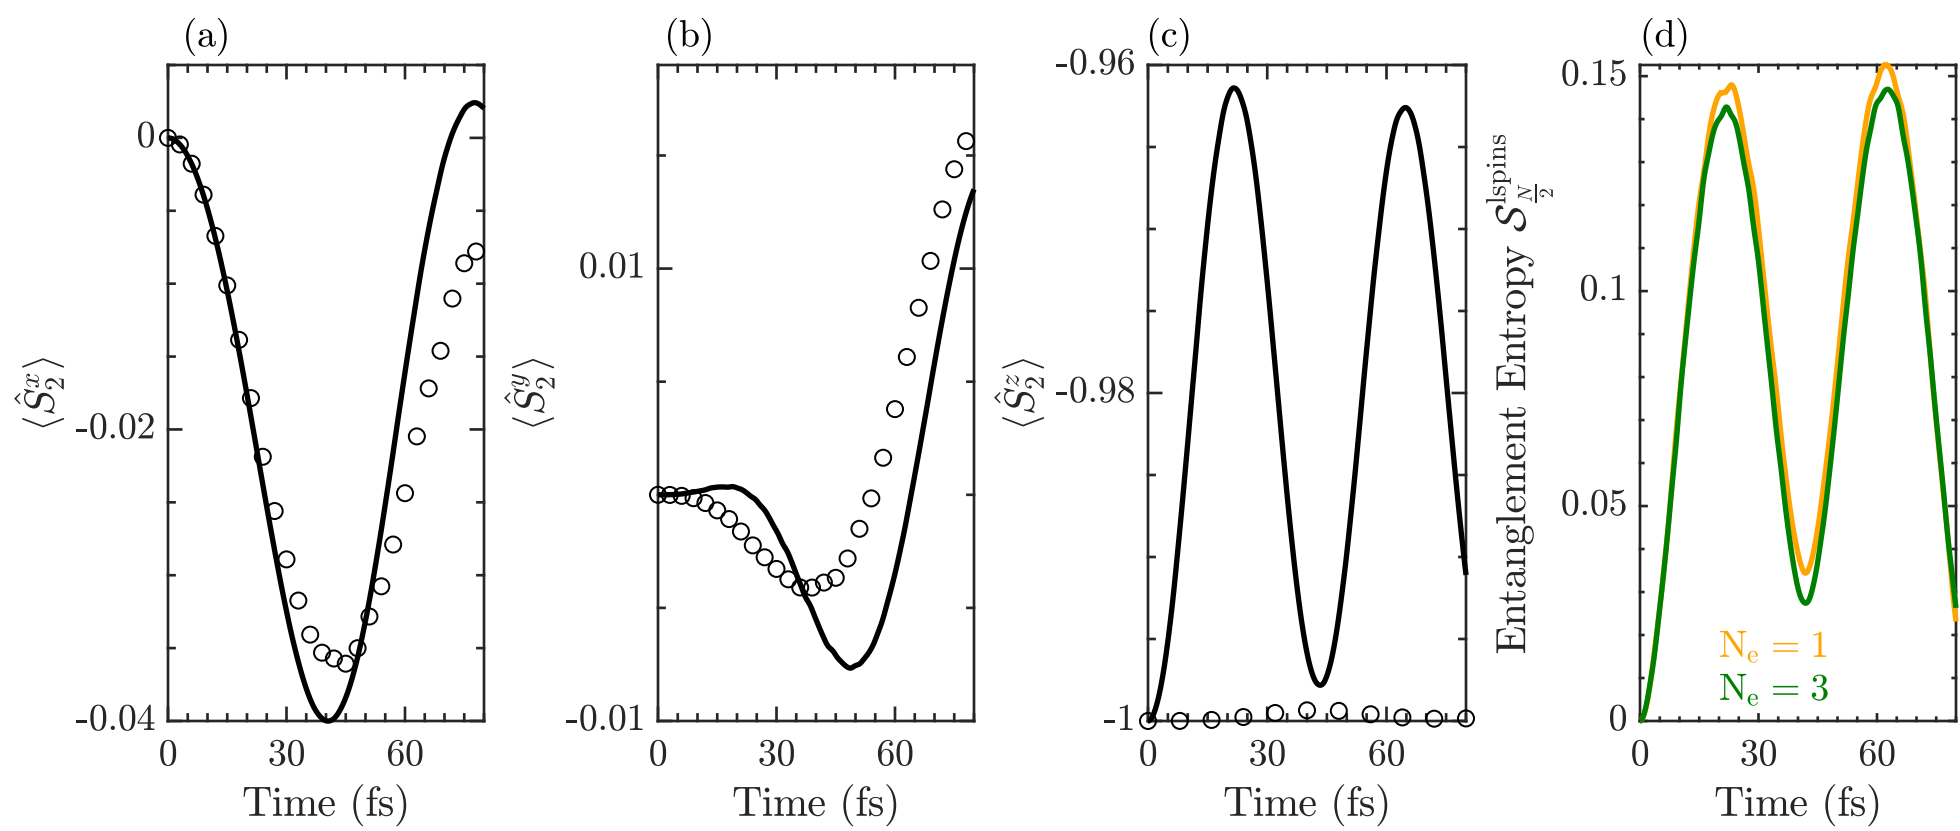 (a)
0
-0.02
-0.04
0
30
60
Time (fs)
⟨Ŝ₂ˣ⟩
(b)
0.01
-0.01
0
30
60
Time (fs)
⟨Ŝ₂ʸ⟩
(c)
-0.96
-0.98
-1
0
30
60
Time (fs)
⟨Ŝ₂ᶻ⟩
(d)
0.15
0.1
0.05
0
0
30
60
Time (fs)
Entanglement Entropy 𝒮^{lspins}_{N/2}
Nₑ = 1
Nₑ = 3